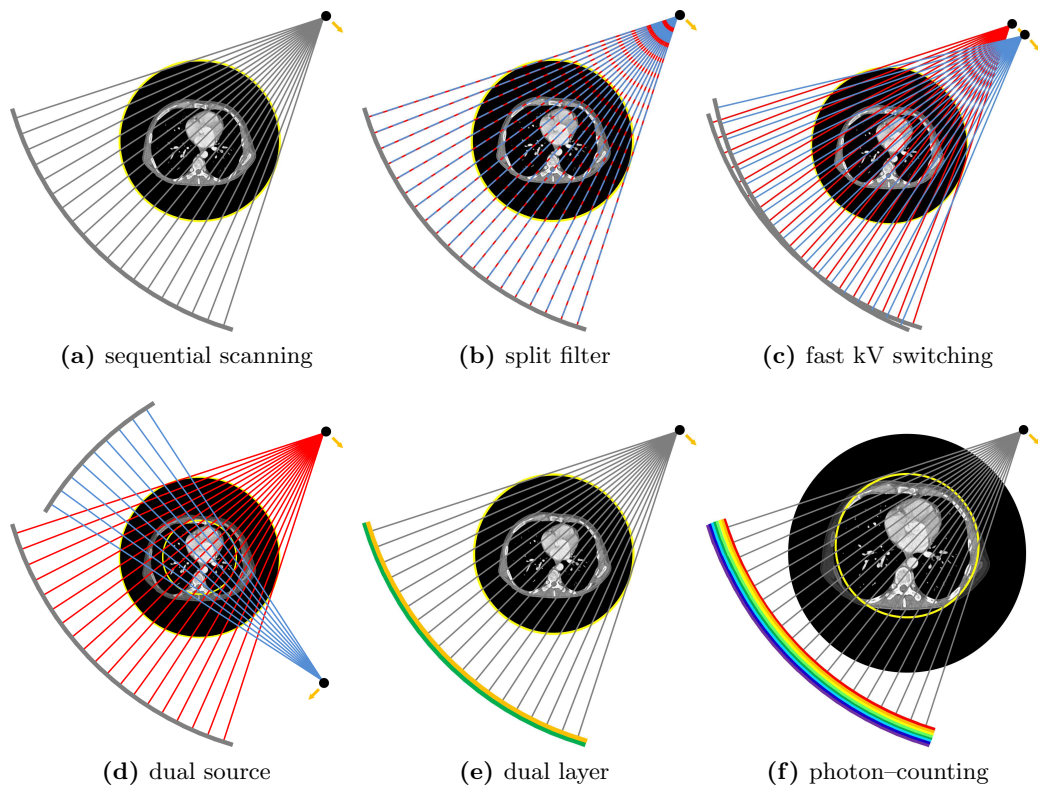 (a) sequential scanning
(b) split filter
(c) fast kV switching
(d) dual source
(e) dual layer
(f) photon–counting